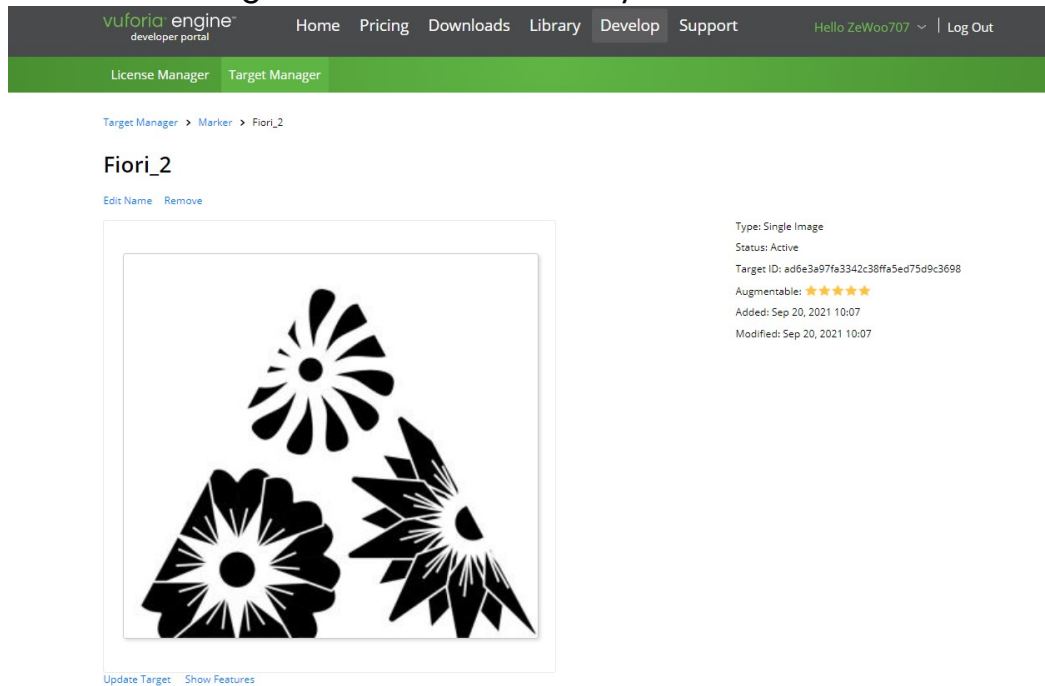 vuforia engine
developer portal
Home Pricing Downloads Library Develop Support
Hello ZeWoo707 | Log Out
License Manager Target Manager
Target Manager > Marker > Fiori_2
Fiori_2
Edit Name Remove
Type: Single Image
Status: Active
Target ID: ad6e3a97fa3342c38ffa5ed75d9c3698
Augmentable:
Added: Sep 20, 2021 10:07
Modified: Sep 20, 2021 10:07
Update Target Show Features